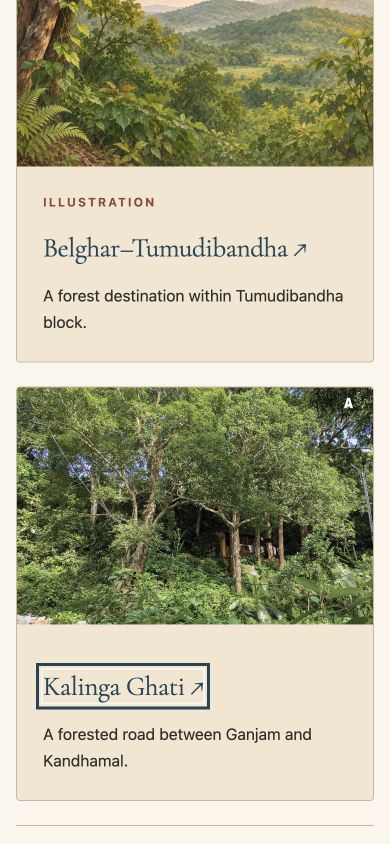 ILLUSTRATION
Belghar–Tumudibandha ↗
A forest destination within Tumudibandha
block.
A
Kalinga Ghati ↗
A forested road between Ganjam and
Kandhamal.